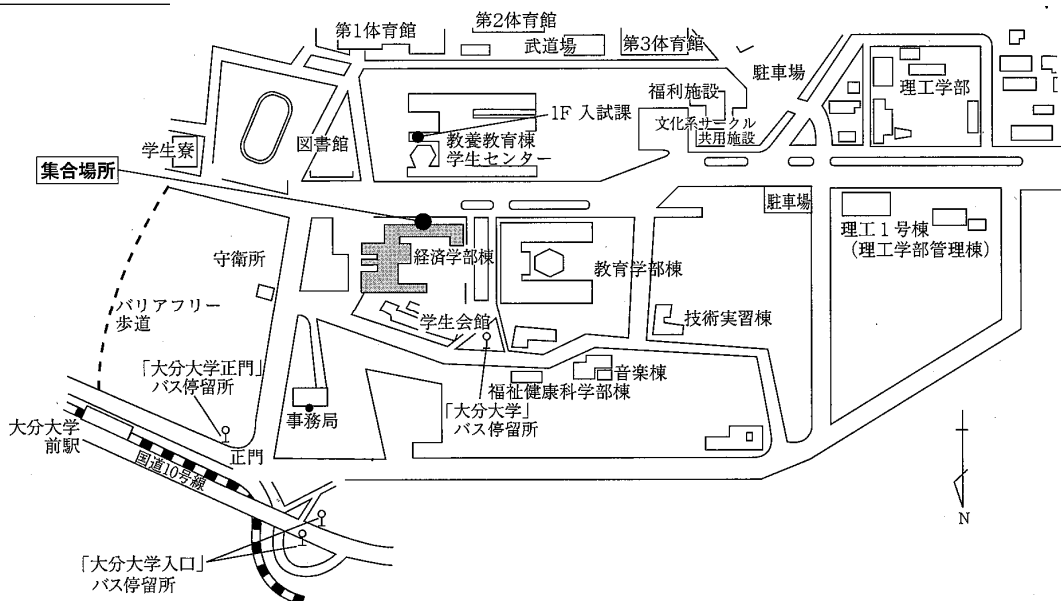 第1体育館
第2体育館
武道場
第3体育館
駐車場
福利施設
文化系サークル
共用施設
理工学部
1F 入試課
教養教育棟
学生センター
図書館
学生寮
集合場所
駐車場
理工1号棟
(理工学部管理棟)
守衛所
経済学部棟
教育学部棟
バリアフリー
歩道
学生会館
技術実習棟
「大分大学正門」
バス停留所
音楽棟
福祉健康科学部棟
「大分大学」
バス停留所
事務局
大分大学
前駅
正門
国道10号線
「大分大学入口」
バス停留所
N